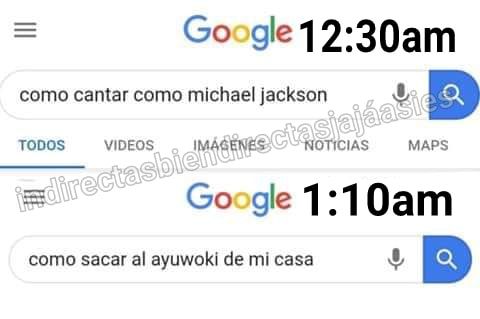 Google 12:30am
como cantar como michael jackson
TODOS VIDEOS IMÁGENES NOTICIAS MAPS
indirectasbiendirectasjajáasies
Google 1:10am
como sacar al ayuwoki de mi casa